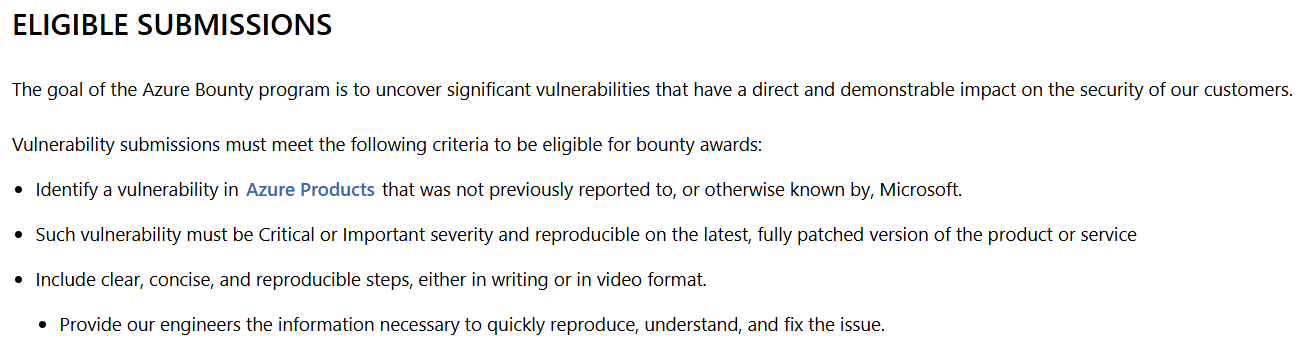 ELIGIBLE SUBMISSIONS
The goal of the Azure Bounty program is to uncover significant vulnerabilities that have a direct and demonstrable impact on the security of our customers.
Vulnerability submissions must meet the following criteria to be eligible for bounty awards:
• Identify a vulnerability in Azure Products that was not previously reported to, or otherwise known by, Microsoft.
• Such vulnerability must be Critical or Important severity and reproducible on the latest, fully patched version of the product or service
• Include clear, concise, and reproducible steps, either in writing or in video format.
• Provide our engineers the information necessary to quickly reproduce, understand, and fix the issue.